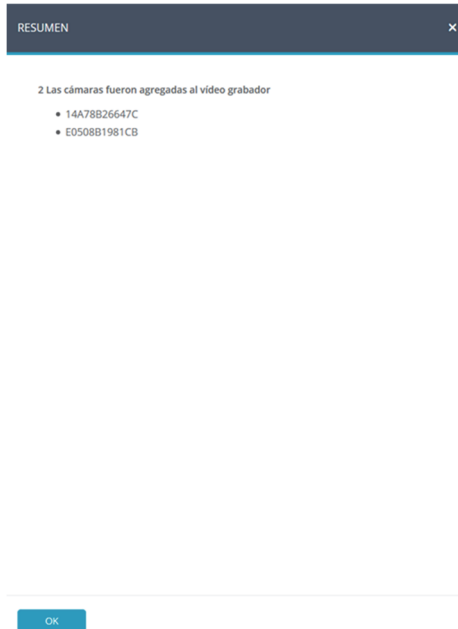 RESUMEN ×
2 Las cámaras fueron agregadas al vídeo grabador
• 14A78B26647C
• E0508B1981CB
OK